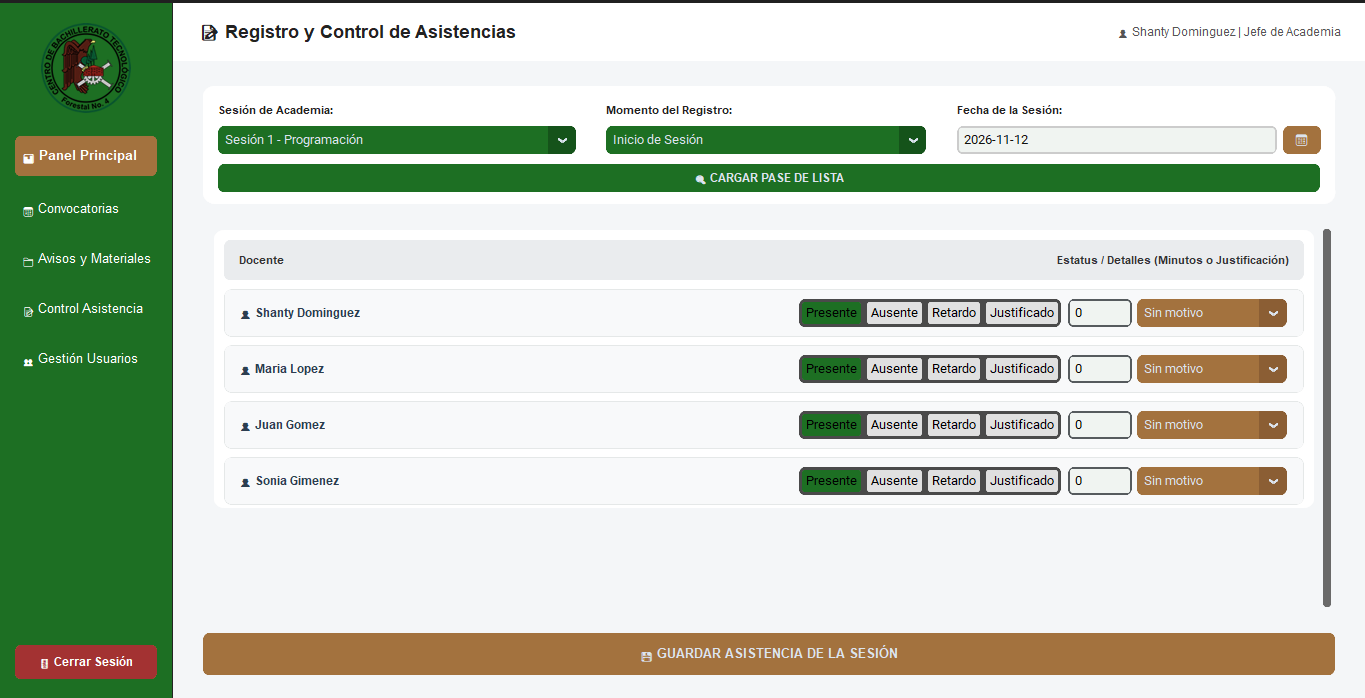 CENTRO DE BACHILLERATO TECNOLÓGICO
Forestal No. 4
Panel Principal
Convocatorias
Avisos y Materiales
Control Asistencia
Gestión Usuarios
Cerrar Sesión
Registro y Control de Asistencias
Shanty Dominguez | Jefe de Academia
Sesión de Academia:
Momento del Registro:
Fecha de la Sesión:
Sesión 1 - Programación
Inicio de Sesión
2026-11-12
CARGAR PASE DE LISTA
Docente
Estatus / Detalles (Minutos o Justificación)
Shanty Dominguez Presente Ausente Retardo Justificado 0 Sin motivo
Maria Lopez Presente Ausente Retardo Justificado 0 Sin motivo
Juan Gomez Presente Ausente Retardo Justificado 0 Sin motivo
Sonia Gimenez Presente Ausente Retardo Justificado 0 Sin motivo
GUARDAR ASISTENCIA DE LA SESIÓN